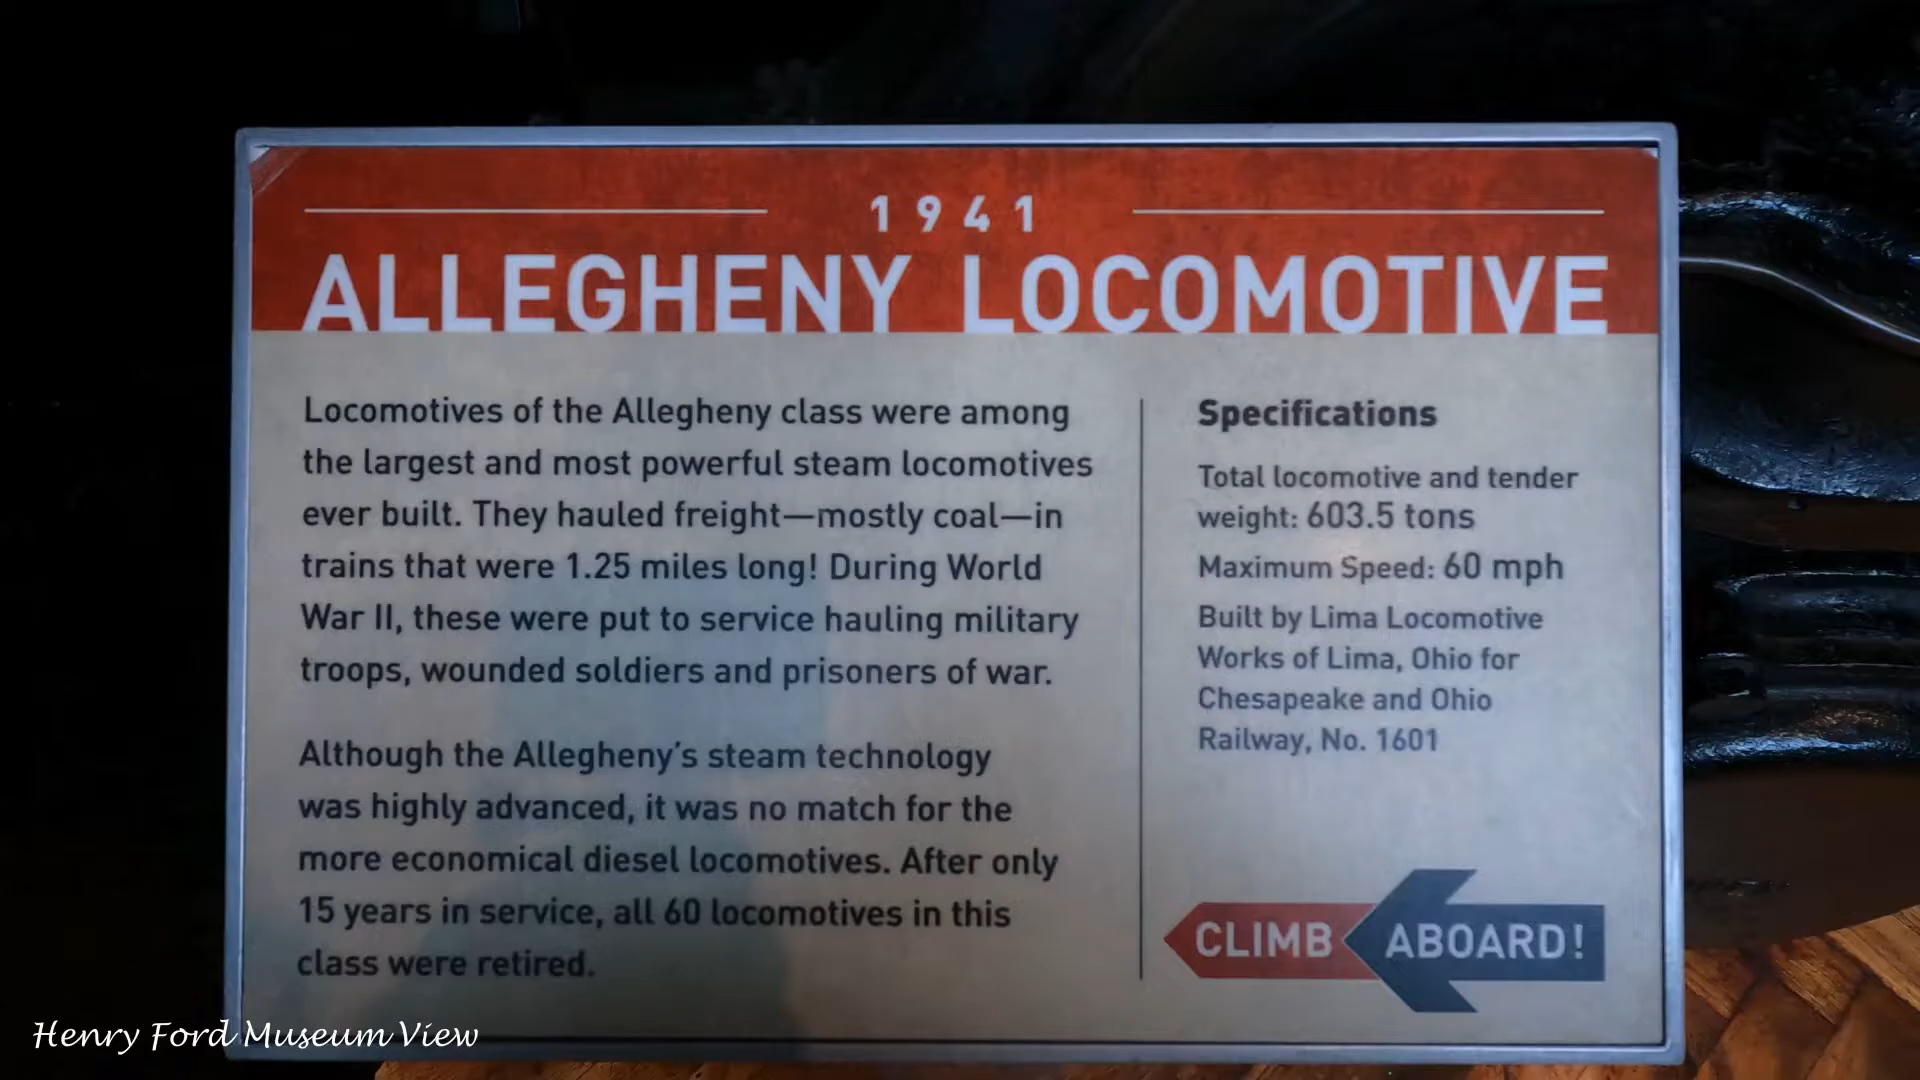 1941
ALLEGHENY LOCOMOTIVE
Locomotives of the Allegheny class were among
the largest and most powerful steam locomotives
ever built. They hauled freight—mostly coal—in
trains that were 1.25 miles long! During World
War II, these were put to service hauling military
troops, wounded soldiers and prisoners of war.
Although the Allegheny's steam technology
was highly advanced, it was no match for the
more economical diesel locomotives. After only
15 years in service, all 60 locomotives in this
class were retired.
Specifications
Total locomotive and tender
weight: 603.5 tons
Maximum Speed: 60 mph
Built by Lima Locomotive
Works of Lima, Ohio for
Chesapeake and Ohio
Railway, No. 1601
CLIMB ABOARD!
Henry Ford Museum View